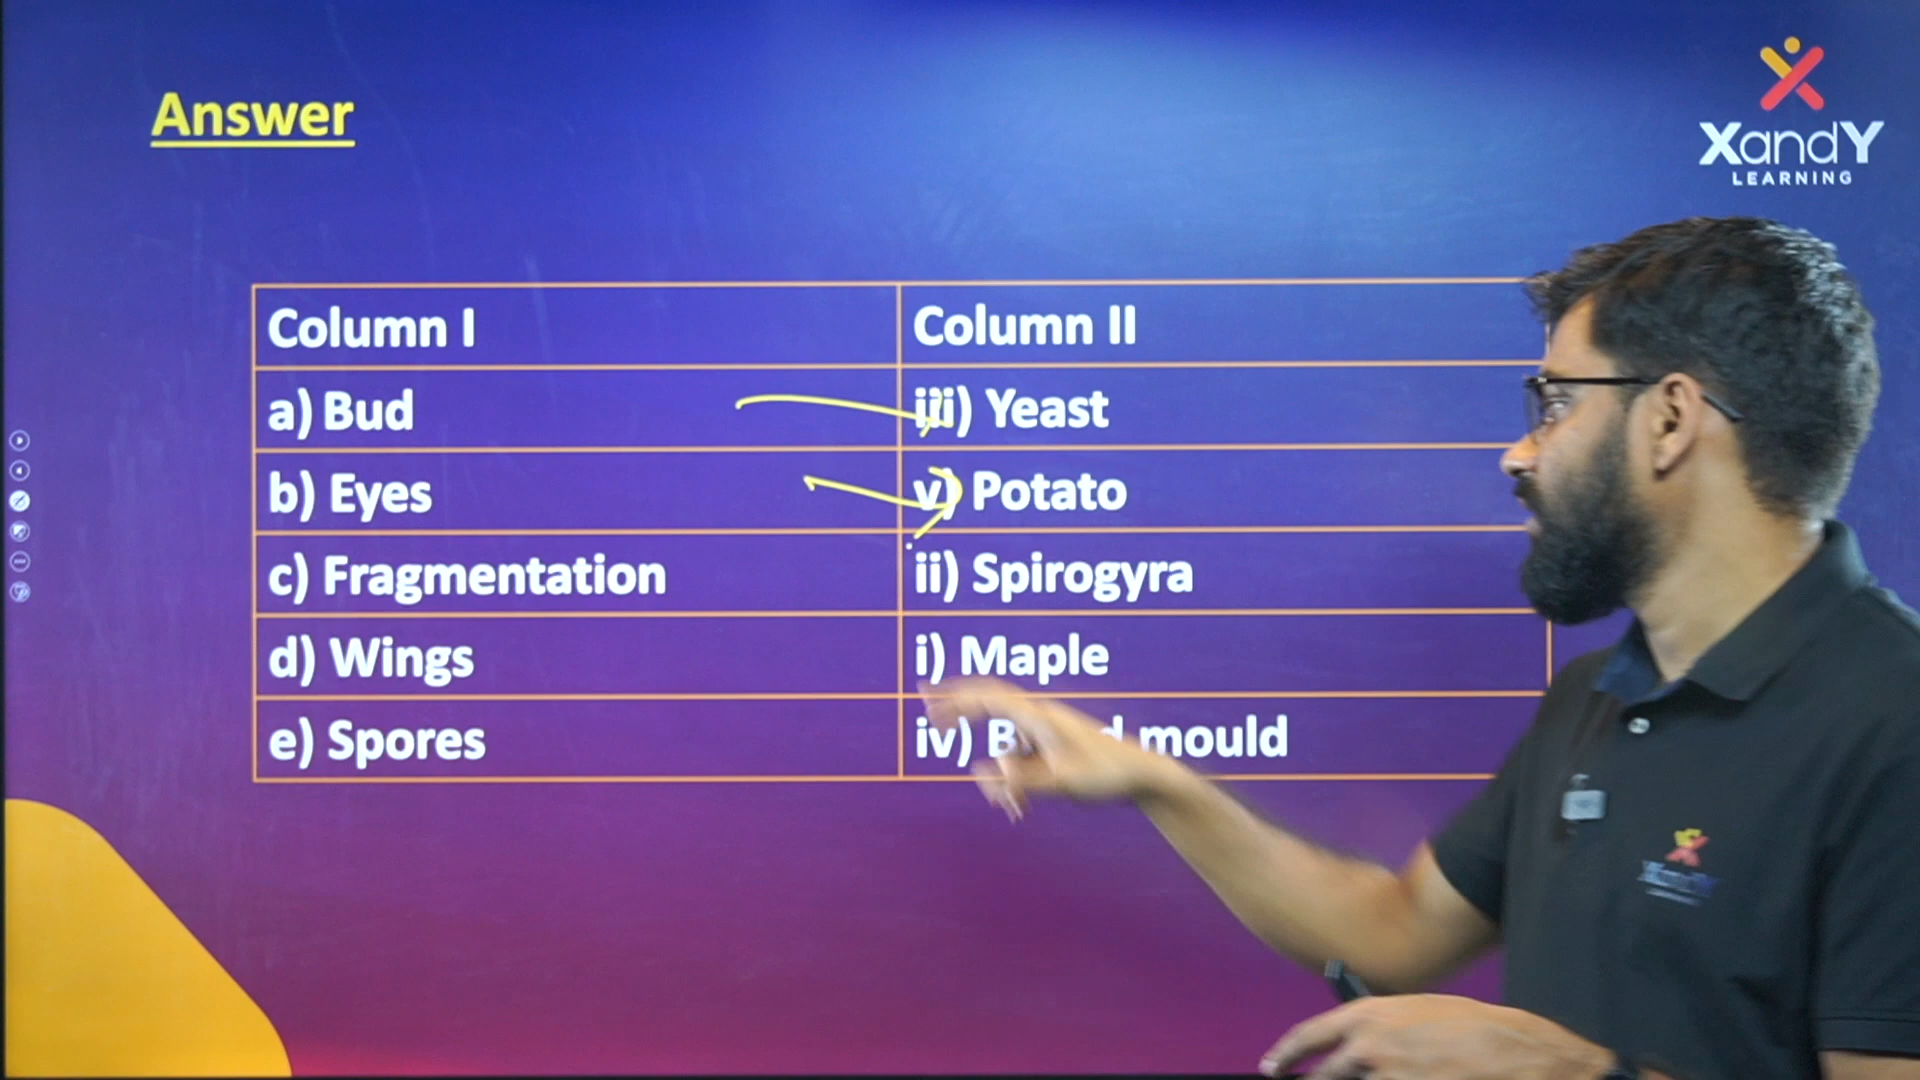 Answer
XandY
LEARNING
Column I Column II
a) Bud iii) Yeast
b) Eyes v) Potato
c) Fragmentation ii) Spirogyra
d) Wings i) Maple
e) Spores iv) mould